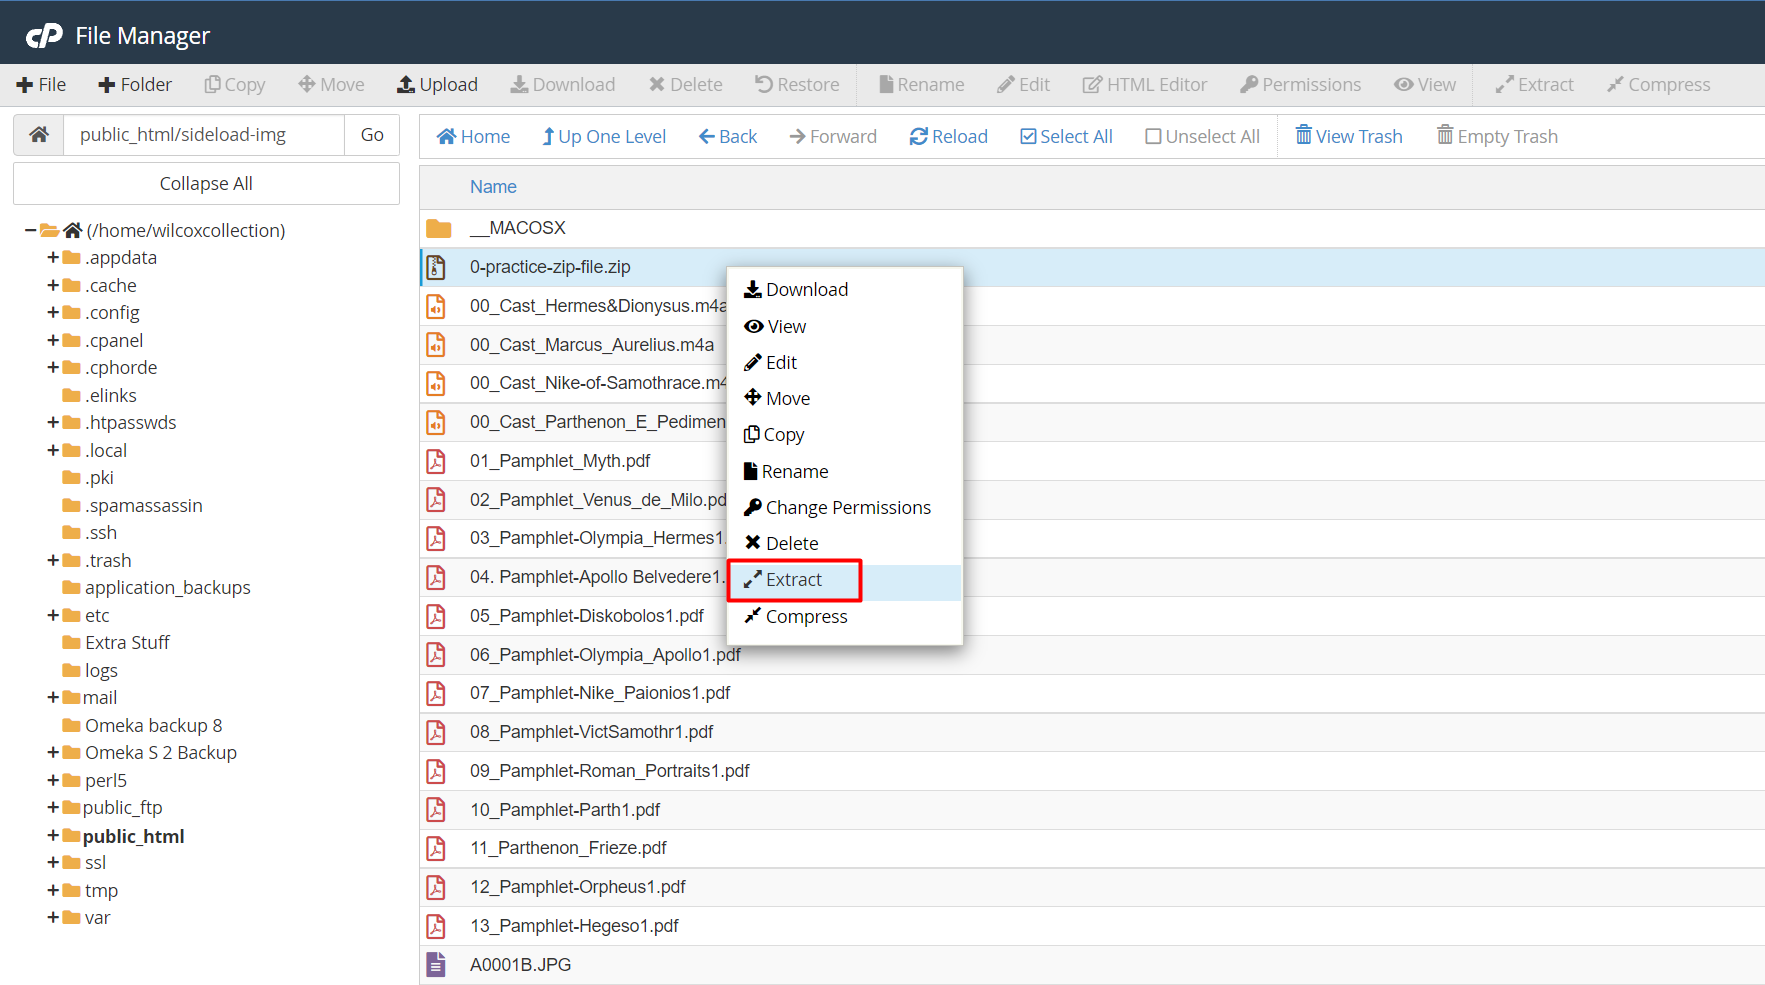 cP File Manager
File Folder Copy Move Upload Download Delete Restore Rename Edit HTML Editor Permissions View Extract Compress
public_html/sideload-img Go
Home Up One Level Back Forward Reload Select All Unselect All View Trash Empty Trash
Collapse All
(/home/wilcoxcollection)
.appdata
.cache
.config
.cpanel
.cphorde
.elinks
.htpasswds
.local
.pki
.spamassassin
.ssh
.trash
application_backups
etc
Extra Stuff
logs
mail
Omeka backup 8
Omeka S 2 Backup
perl5
public_ftp
public_html
ssl
tmp
var
Name
__MACOSX
0-practice-zip-file.zip
00_Cast_Hermes&Dionysus.m4a
00_Cast_Marcus_Aurelius.m4a
00_Cast_Nike-of-Samothrace.m4
00_Cast_Parthenon_E_Pedimen
01_Pamphlet_Myth.pdf
02_Pamphlet_Venus_de_Milo.pd
03_Pamphlet-Olympia_Hermes1.
04. Pamphlet-Apollo Belvedere1.
05_Pamphlet-Diskobolos1.pdf
06_Pamphlet-Olympia_Apollo1.pdf
07_Pamphlet-Nike_Paionios1.pdf
08_Pamphlet-VictSamothr1.pdf
09_Pamphlet-Roman_Portraits1.pdf
10_Pamphlet-Parth1.pdf
11_Parthenon_Frieze.pdf
12_Pamphlet-Orpheus1.pdf
13_Pamphlet-Hegeso1.pdf
A0001B.JPG
Download
View
Edit
Move
Copy
Rename
Change Permissions
Delete
Extract
Compress